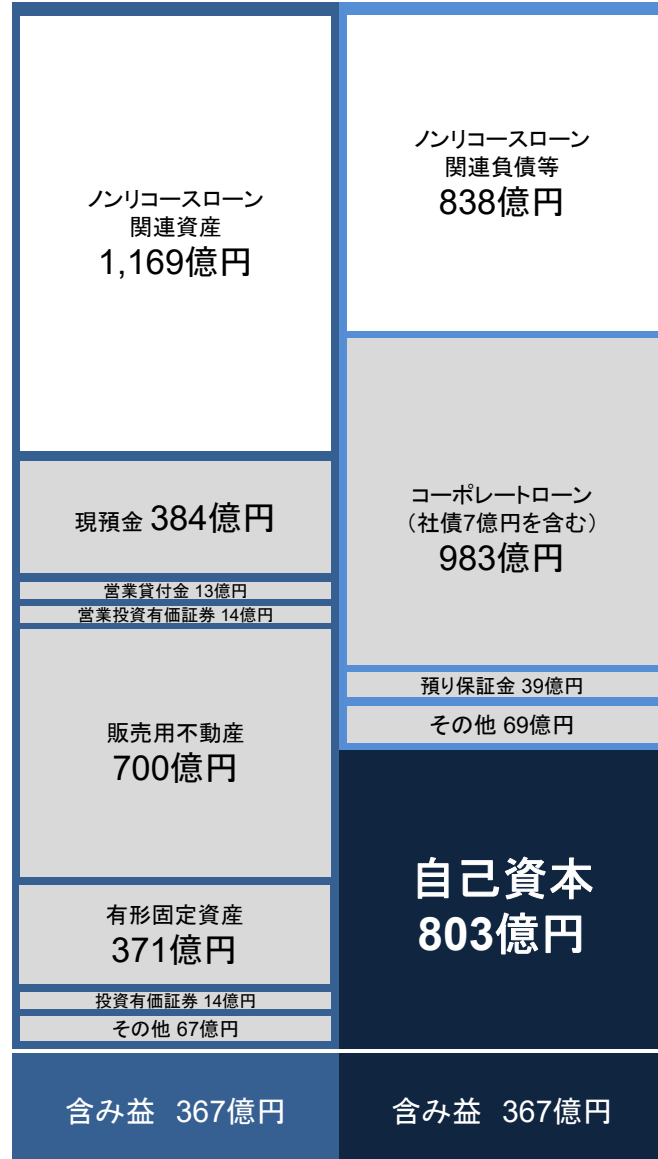 ノンリコースローン
関連資産
1,169億円
現預金 384億円
営業貸付金 13億円
営業投資有価証券 14億円
販売用不動産
700億円
有形固定資産
371億円
投資有価証券 14億円
その他 67億円
含み益 367億円
ノンリコースローン
関連負債等
838億円
コーポレートローン
（社債7億円を含む）
983億円
預り保証金 39億円
その他 69億円
自己資本
803億円
含み益 367億円